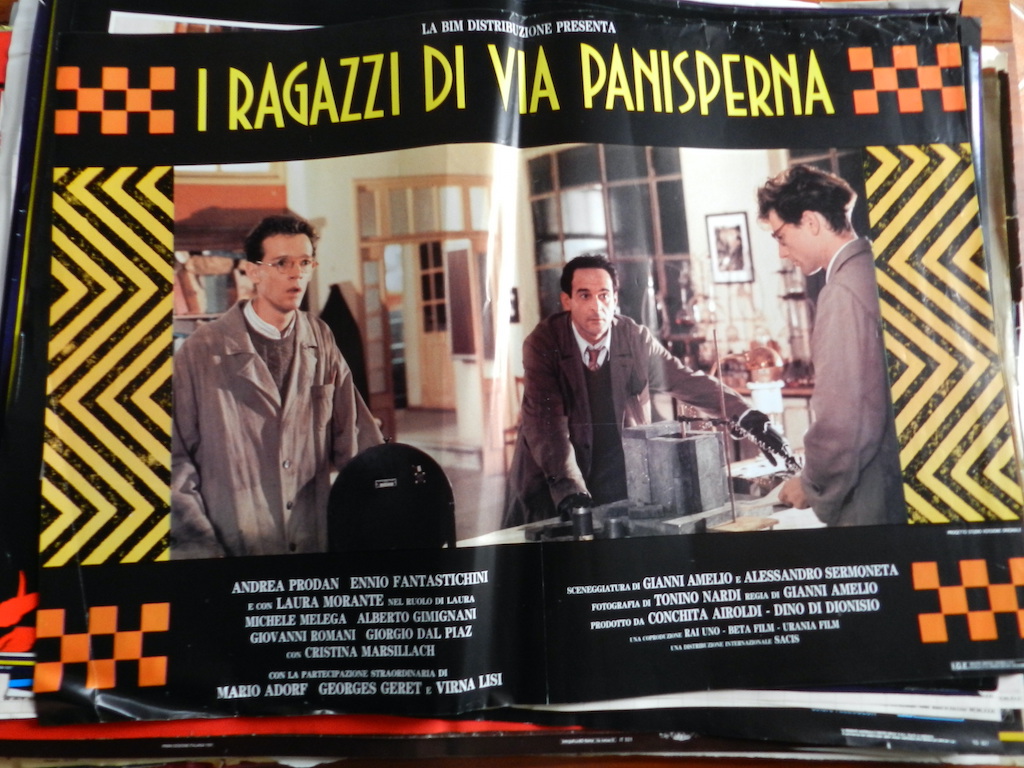 LA BIM DISTRIBUZIONE PRESENTA
I RAGAZZI DI VIA PANISPERNA
ANDREA PRODAN ENNIO FANTASTICHINI
E CON LAURA MORANTE NEL RUOLO DI LAURA
MICHELE MELEGA ALBERTO GIMIGNANI
GIOVANNI ROMANI GIORGIO DAL PIAZ
CON CRISTINA MARSILLACH
CON LA PARTECIPAZIONE STRAORDINARIA DI
MARIO ADORF GEORGES GERET E VIRNA LISI
SCENEGGIATURA DI GIANNI AMELIO E ALESSANDRO SERMONETA
FOTOGRAFIA DI TONINO NARDI REGIA DI GIANNI AMELIO
PRODOTTO DA CONCHITA AIROLDI - DINO DI DIONISIO
UNA COPRODUZIONE RAI UNO - BETA FILM - URANIA FILM
UNA DISTRIBUZIONE INTERNAZIONALE SACIS